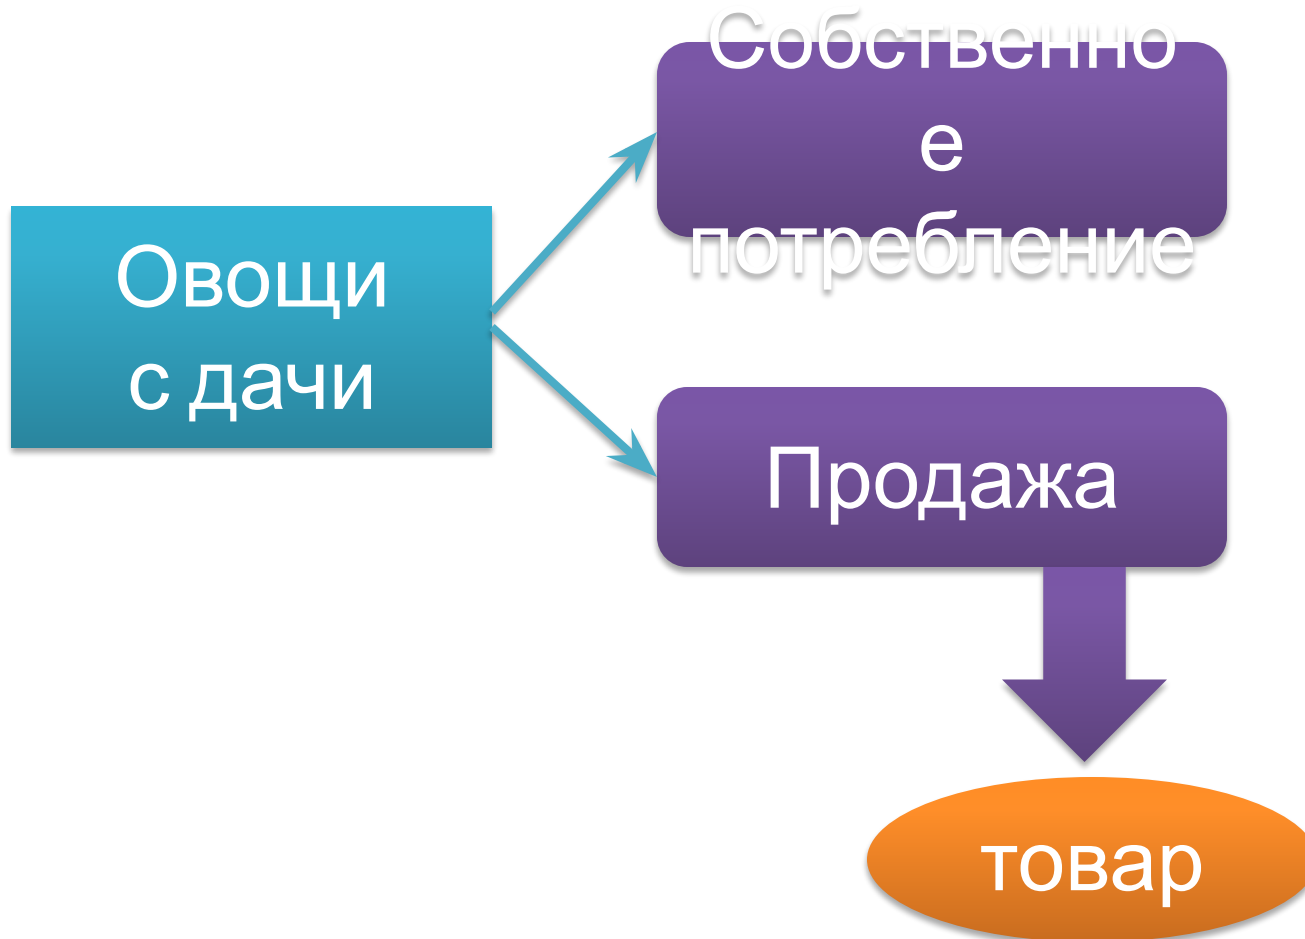 Собственно
е
потребление
Овощи
с дачи
Продажа
товар